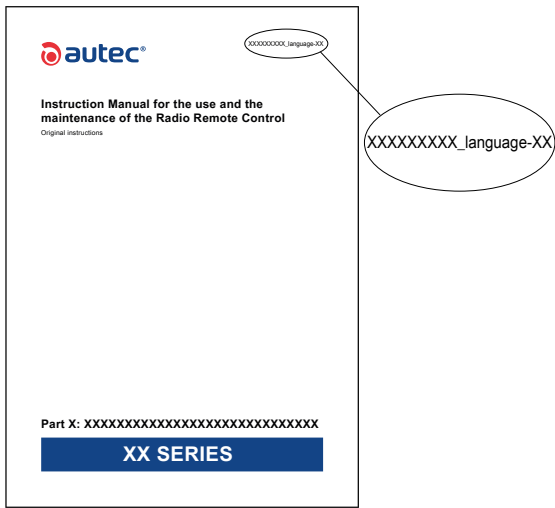 autec®
XXXXXXXXX_language-XX
Instruction Manual for the use and the
maintenance of the Radio Remote Control
Original instructions
XXXXXXXXX_language-XX
Part X: XXXXXXXXXXXXXXXXXXXXXXXXXXXXX
XX SERIES